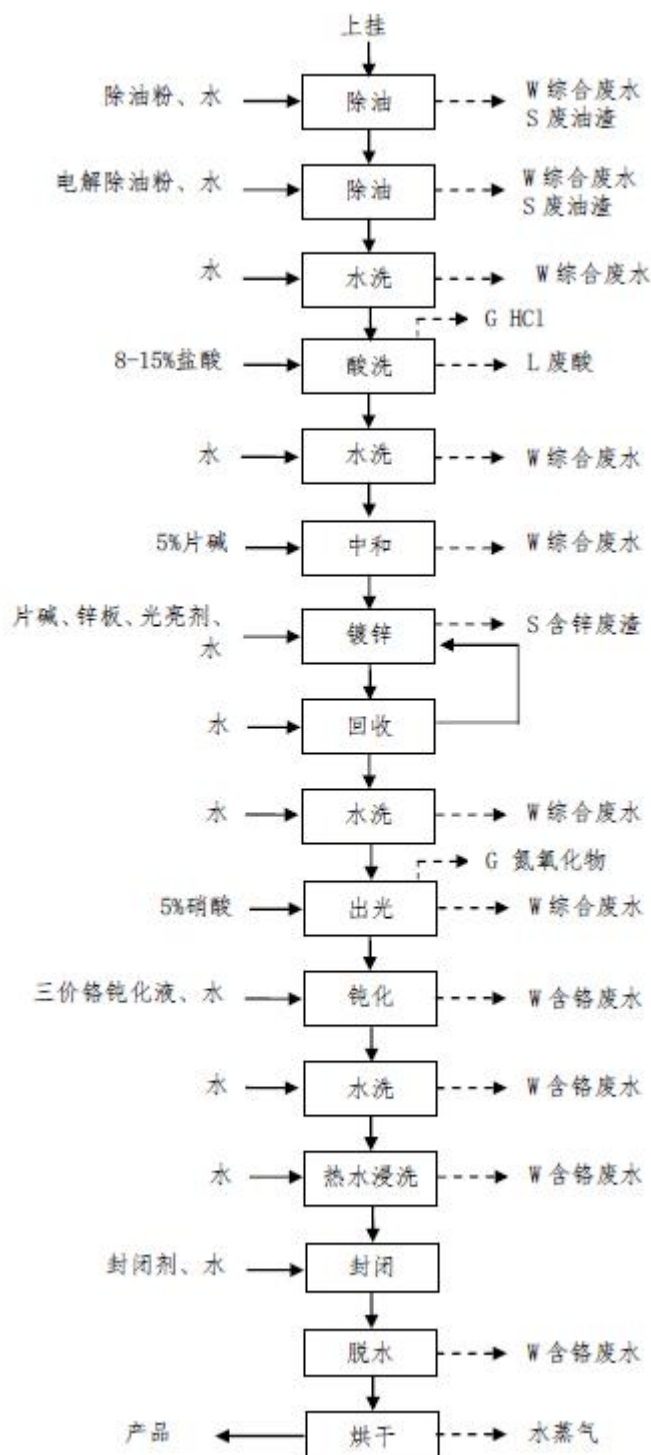 上挂
除油粉、水
除油
W 综合废水
S 废油渣
电解除油粉、水
除油
W 综合废水
S 废油渣
水
水洗
W 综合废水
G HCl
8-15%盐酸
酸洗
L 废酸
水
水洗
W 综合废水
5%片碱
中和
W 综合废水
片碱、锌板、光亮剂、
水
镀锌
S 含锌废渣
水
回收
水
水洗
W 综合废水
G 氮氧化物
5%硝酸
出光
W 综合废水
三价铬钝化液、水
钝化
W 含铬废水
水
水洗
W 含铬废水
水
热水浸洗
W 含铬废水
封闭剂、水
封闭
脱水
W 含铬废水
产品
烘干
水蒸气